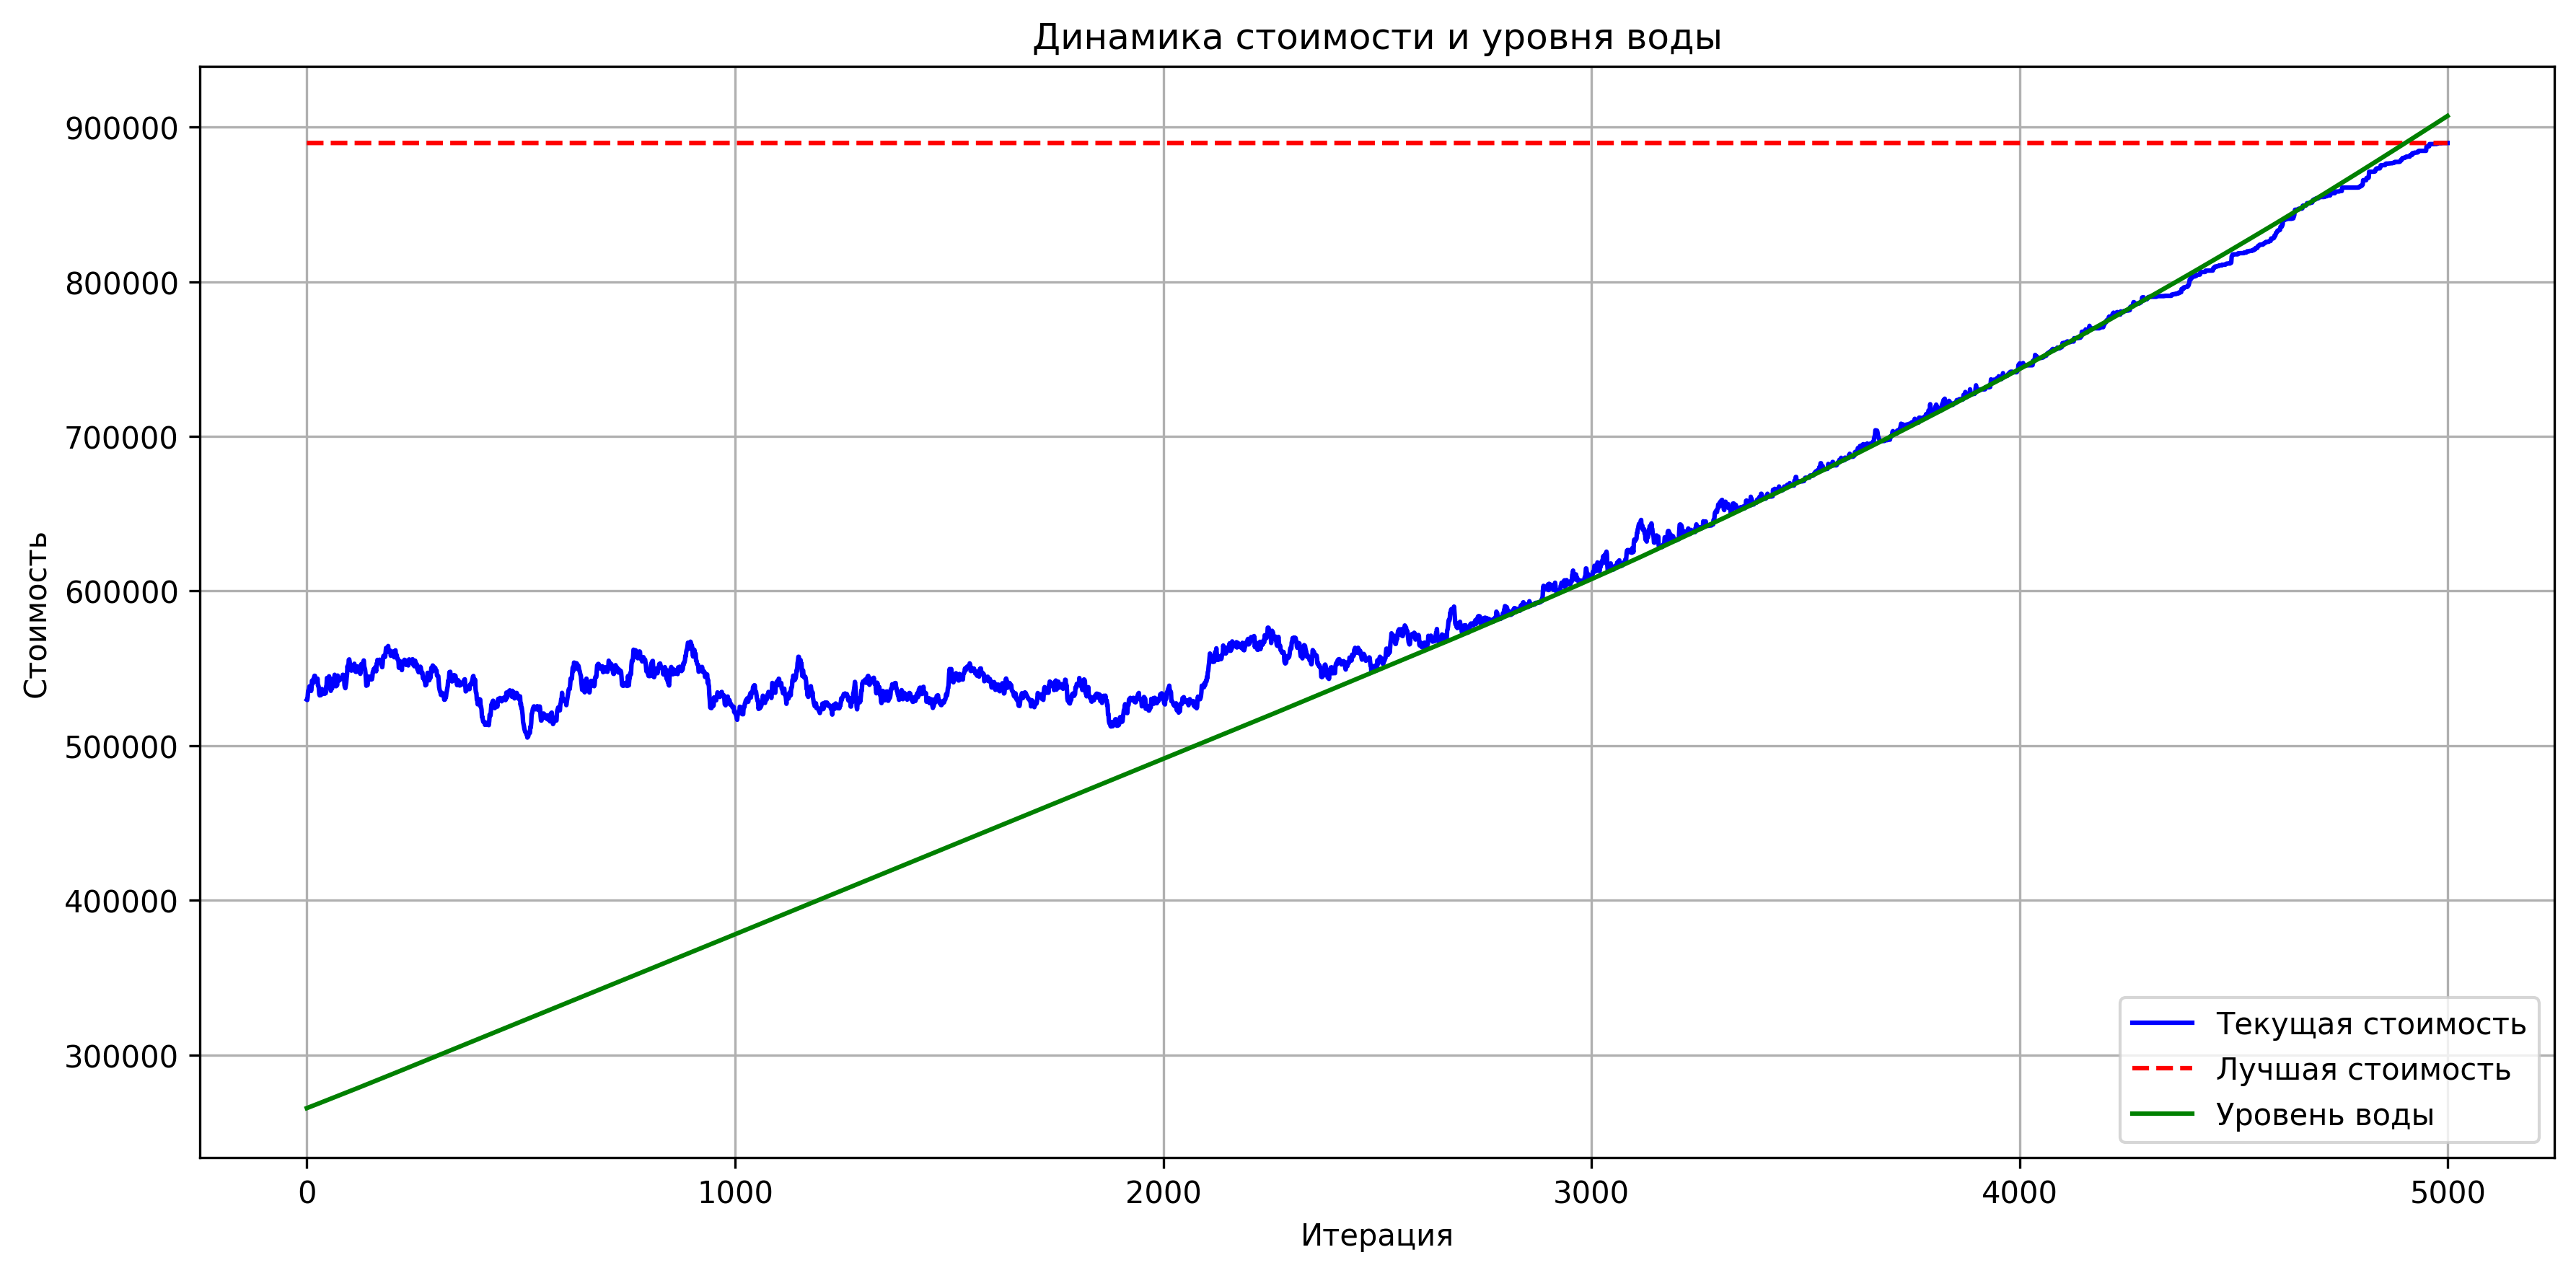 Динамика стоимости и уровня воды
Стоимость
900000
800000
700000
600000
500000
400000
300000
0
1000
2000
3000
4000
5000
Итерация
Текущая стоимость
Лучшая стоимость
Уровень воды